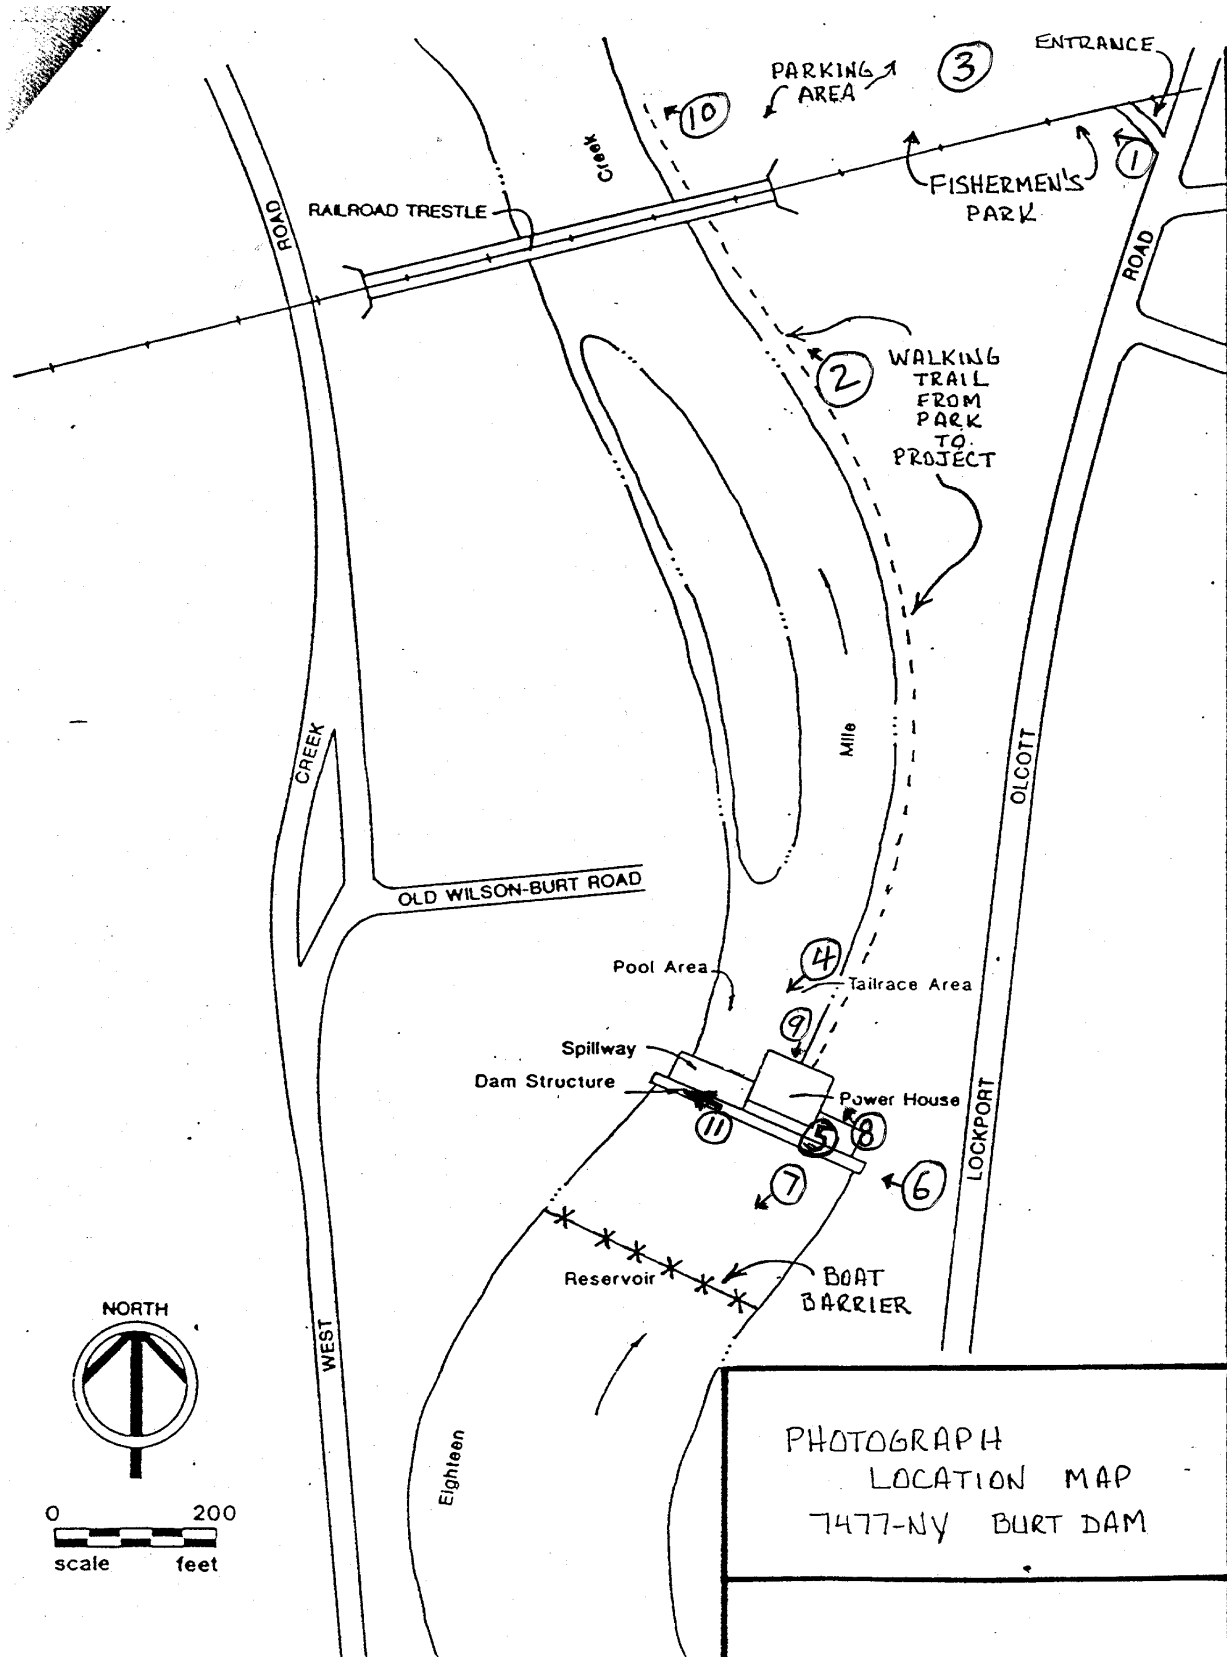 ENTRANCE
PARKING
AREA
3
10
1
Creek
FISHERMEN'S
PARK
RAILROAD TRESTLE
ROAD
ROAD
2
WALKING
TRAIL
FROM
PARK
TO
PROJECT
Mile
OLCOTT
CREEK
OLD WILSON-BURT ROAD
4
Pool Area
Tailrace Area
9
Spillway
Dam Structure
Power House
11
5
8
LOCKPORT
7
6
Reservoir
BOAT
BARRIER
NORTH
WEST
Eighteen
0 200
scale feet
PHOTOGRAPH
LOCATION MAP
7477-NY BURT DAM